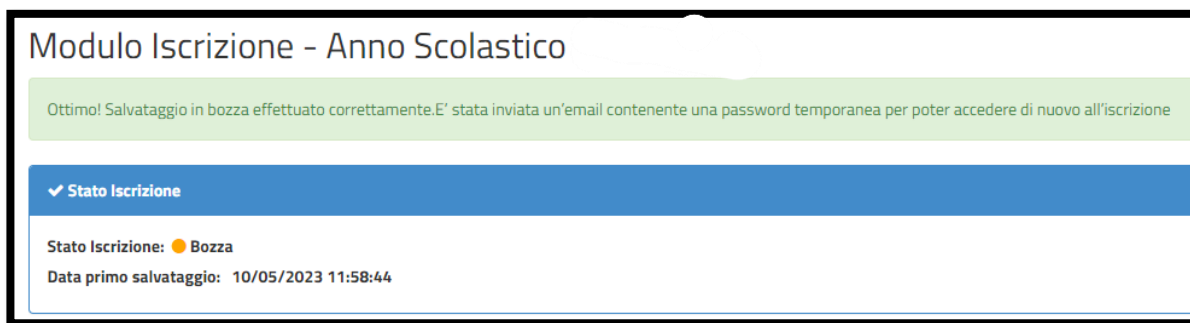 Modulo Iscrizione - Anno Scolastico
Ottimo! Salvataggio in bozza effettuato correttamente.E' stata inviata un'email contenente una password temporanea per poter accedere di nuovo all'iscrizione
Stato Iscrizione
Stato Iscrizione: Bozza
Data primo salvataggio: 10/05/2023 11:58:44